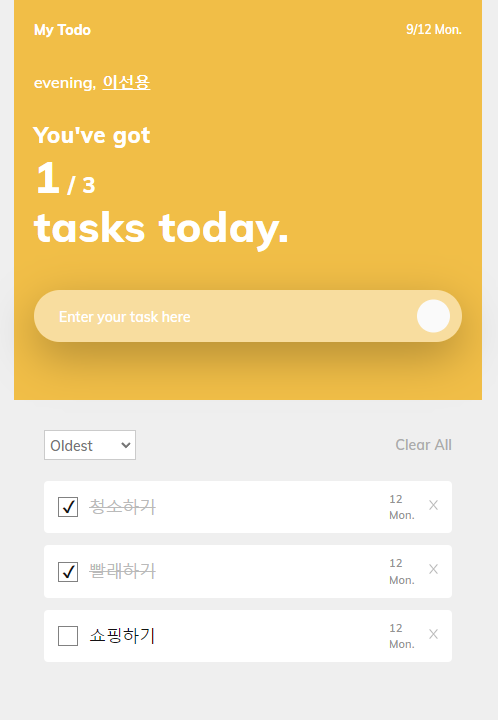 My Todo
9/12 Mon.
evening, 이선용
You've got
1 / 3
tasks today.
Enter your task here
Oldest
Clear All
청소하기
12
Mon.
X
빨래하기
12
Mon.
X
쇼핑하기
12
Mon.
X